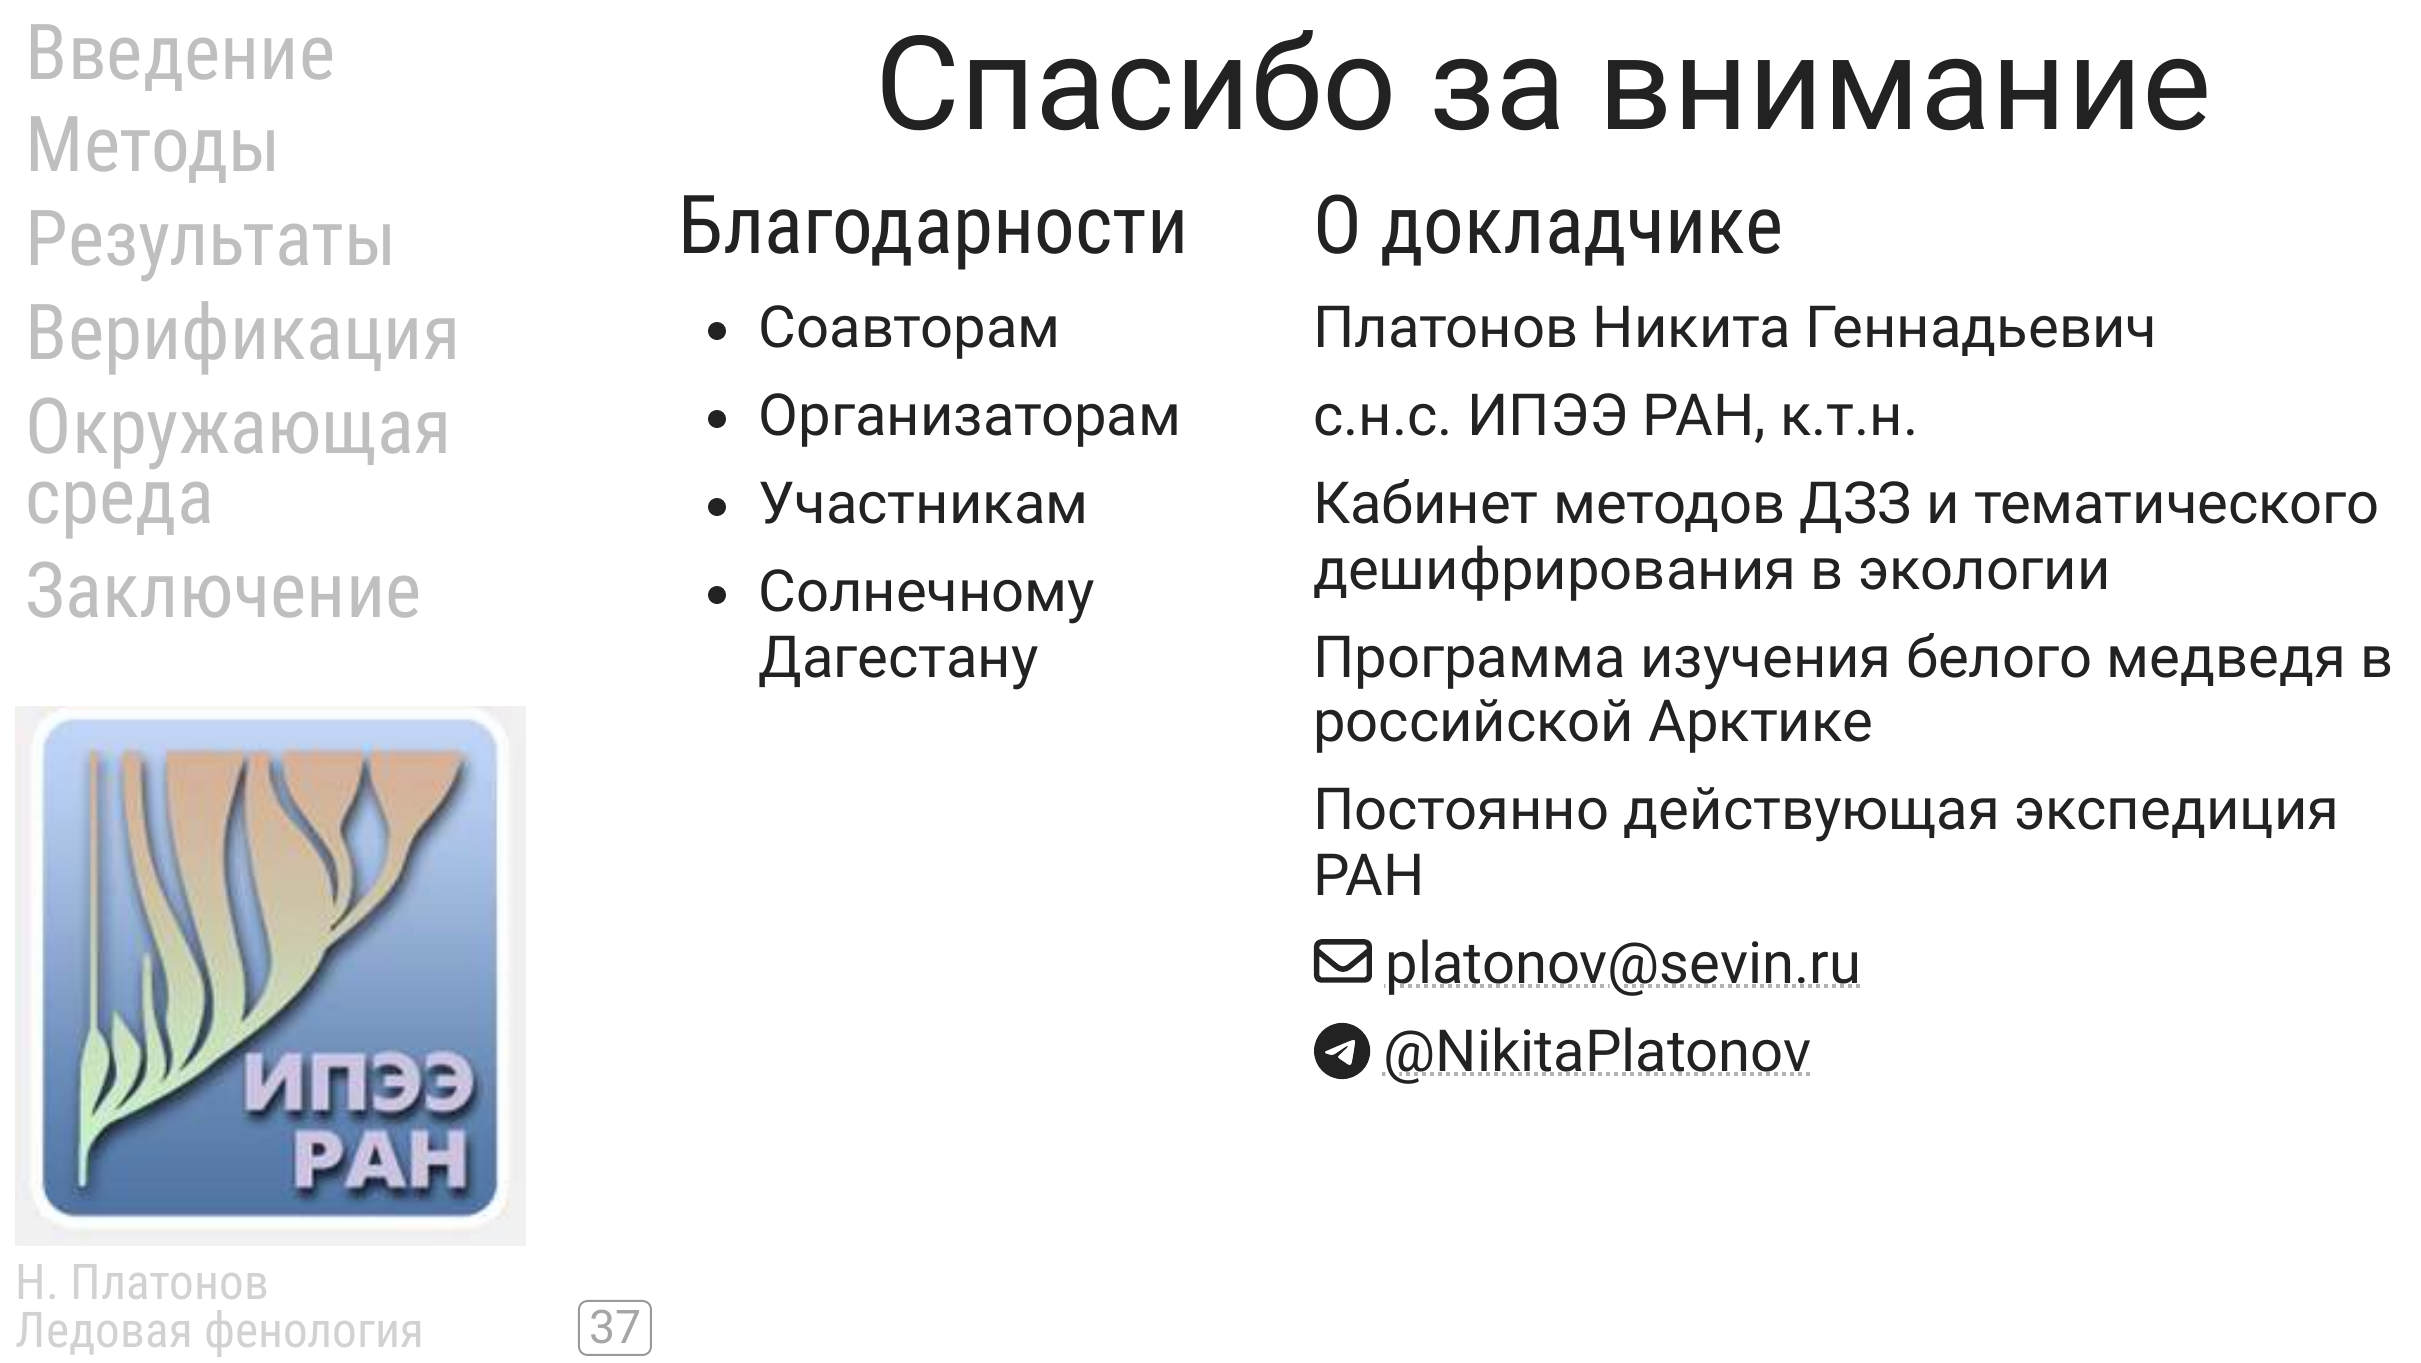 Введение
Методы
Результаты
Верификация
Окружающая
среда
Заключение
ИПЭЭ
РАН
Н. Платонов
Ледовая фенология
37
Спасибо за внимание
Благодарности
• Соавторам
• Организаторам
• Участникам
• Солнечному
Дагестану
О докладчике
Платонов Никита Геннадьевич
с.н.с. ИПЭЭ РАН, к.т.н.
Кабинет методов ДЗЗ и тематического
дешифрирования в экологии
Программа изучения белого медведя в
российской Арктике
Постоянно действующая экспедиция
РАН
platonov@sevin.ru
@NikitaPlatonov